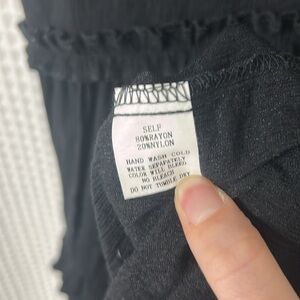 SELF
80%RAYON
20%NYLON
HAND WASH COLD
WATER SEPARATELY
COLOR WILL BLEED
NO BLEACH
DO NOT TUMBLE DRY